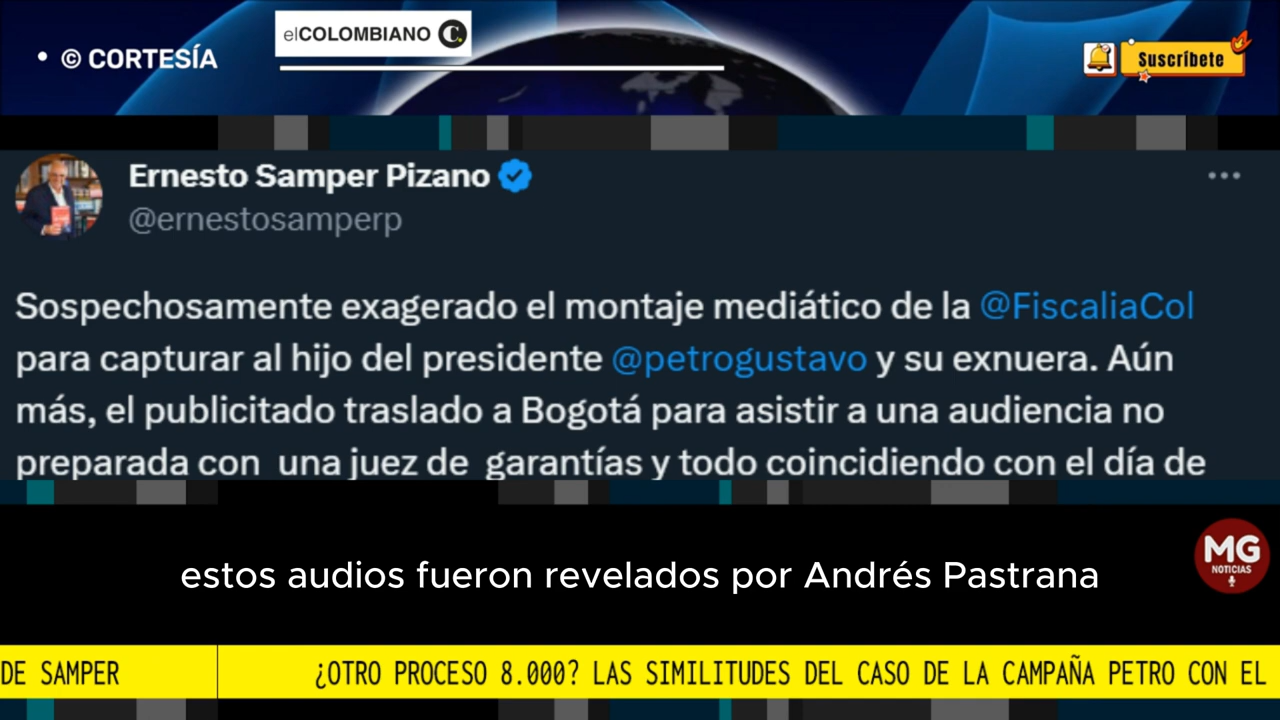 • © CORTESÍA
elCOLOMBIANO C
Suscríbete
Ernesto Samper Pizano
@ernestosamperp
Sospechosamente exagerado el montaje mediático de la @FiscaliaCol
para capturar al hijo del presidente @petrogustavo y su exnuera. Aún
más, el publicitado traslado a Bogotá para asistir a una audiencia no
preparada con una juez de garantías y todo coincidiendo con el día de
estos audios fueron revelados por Andrés Pastrana
MG
NOTICIAS
DE SAMPER
¿OTRO PROCESO 8.000? LAS SIMILITUDES DEL CASO DE LA CAMPAÑA PETRO CON EL